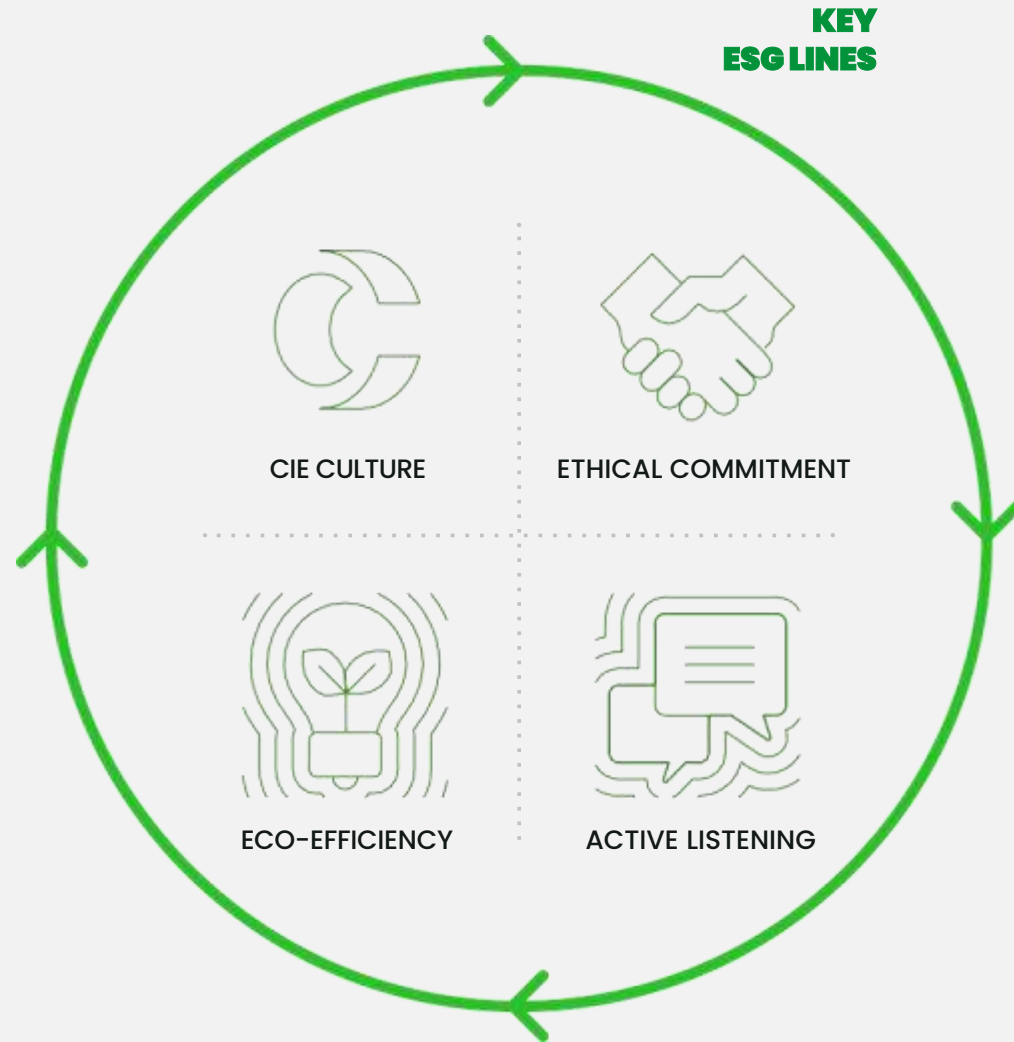 KEY
ESG LINES
CIE CULTURE
ETHICAL COMMITMENT
ECO-EFFICIENCY
ACTIVE LISTENING